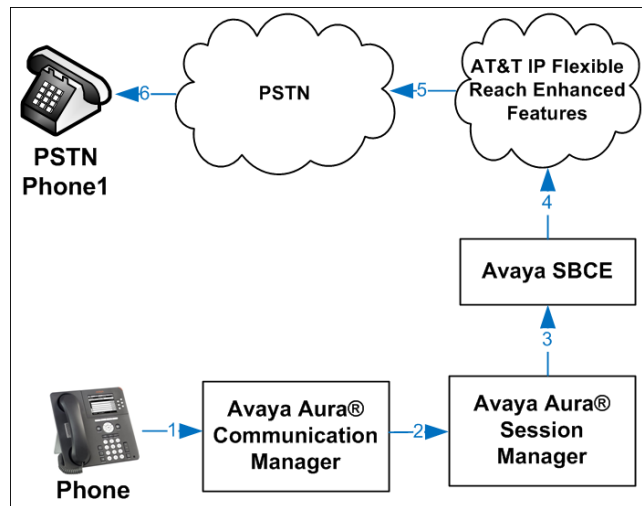 AT&T IP Flexible
Reach Enhanced
Features
PSTN
6
5
PSTN
Phone1
4
Avaya SBCE
3
Avaya Aura®
Communication
Manager
Avaya Aura®
Session
Manager
1
2
Phone